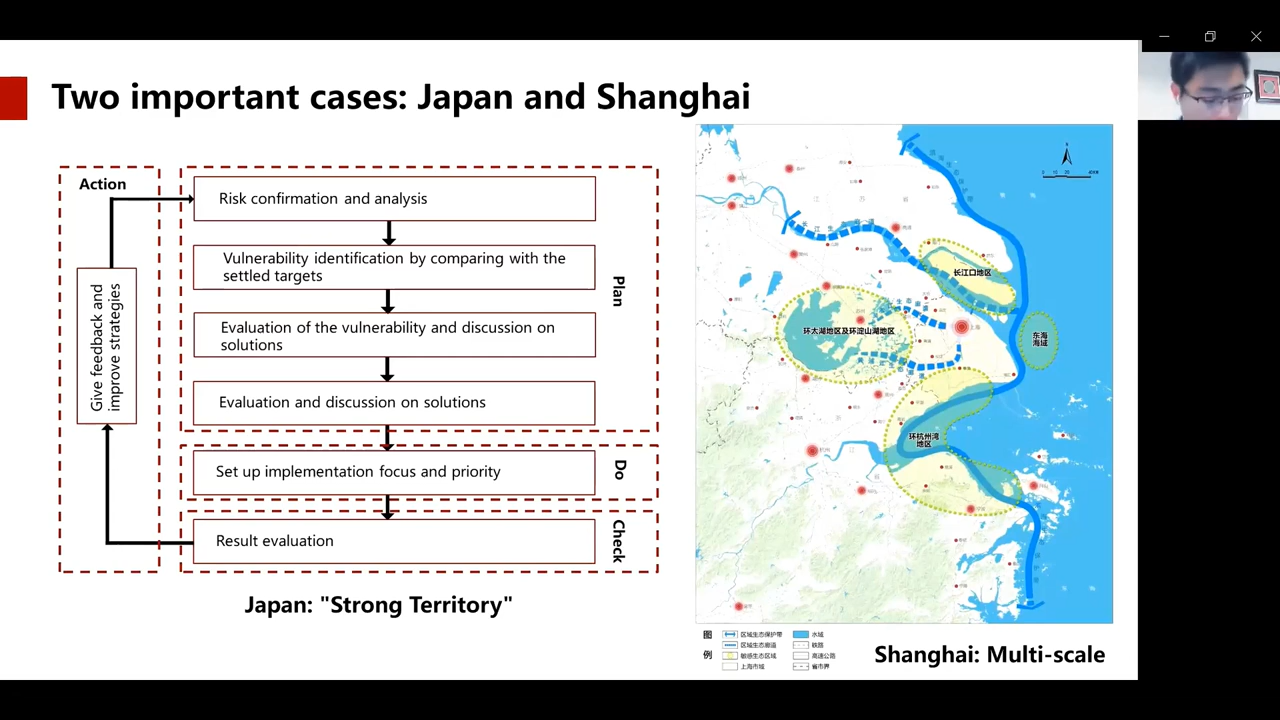 Two important cases: Japan and Shanghai
Action
Give feedback and
improve strategies
Risk confirmation and analysis
Vulnerability identification by comparing with the
settled targets
Evaluation of the vulnerability and discussion on
solutions
Evaluation and discussion on solutions
Plan
Set up implementation focus and priority
Do
Result evaluation
Check
Japan: "Strong Territory"
长江口地区
环太湖地区及环淀山湖地区
东海
海域
环杭州湾
地区
上海
图
例
区域生态保护带
区域生态廊道
敏感生态区域
上海市域
水域
铁路
高速公路
省市界
Shanghai: Multi-scale